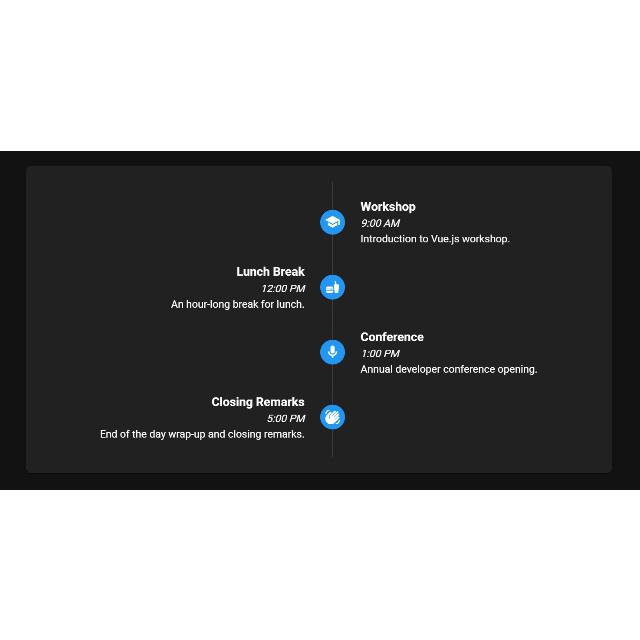 Workshop
9:00 AM
Introduction to Vue.js workshop.
Lunch Break
12:00 PM
An hour-long break for lunch.
Conference
1:00 PM
Annual developer conference opening.
Closing Remarks
5:00 PM
End of the day wrap-up and closing remarks.